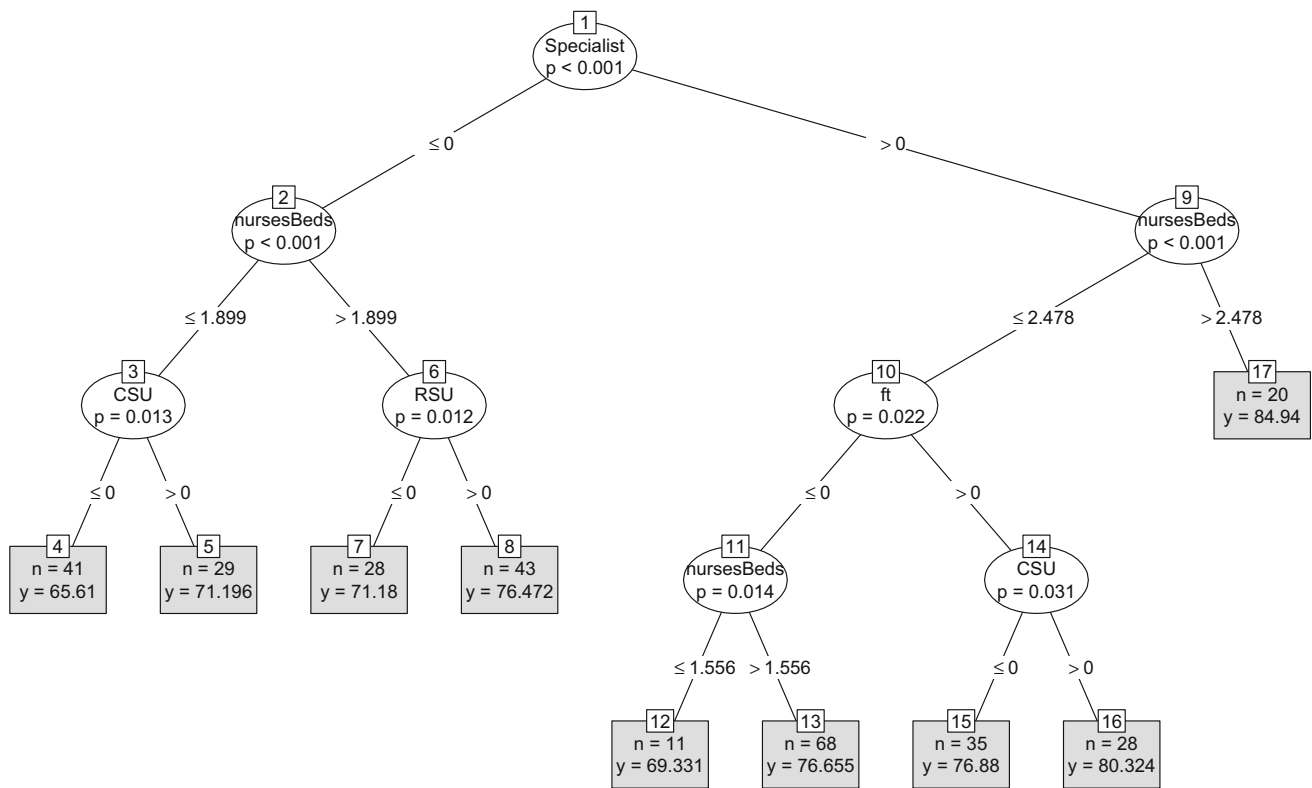 1
Specialist
p < 0.001
≤ 0
> 0
2
nursesBeds
p < 0.001
9
nursesBeds
p < 0.001
≤ 1.899
> 1.899
≤ 2.478
> 2.478
3
CSU
p = 0.013
6
RSU
p = 0.012
10
ft
p = 0.022
17
n = 20
y = 84.94
≤ 0
> 0
≤ 0
> 0
≤ 0
> 0
4
n = 41
y = 65.61
5
n = 29
y = 71.196
7
n = 28
y = 71.18
8
n = 43
y = 76.472
11
nursesBeds
p = 0.014
14
CSU
p = 0.031
≤ 1.556
> 1.556
≤ 0
> 0
12
n = 11
y = 69.331
13
n = 68
y = 76.655
15
n = 35
y = 76.88
16
n = 28
y = 80.324